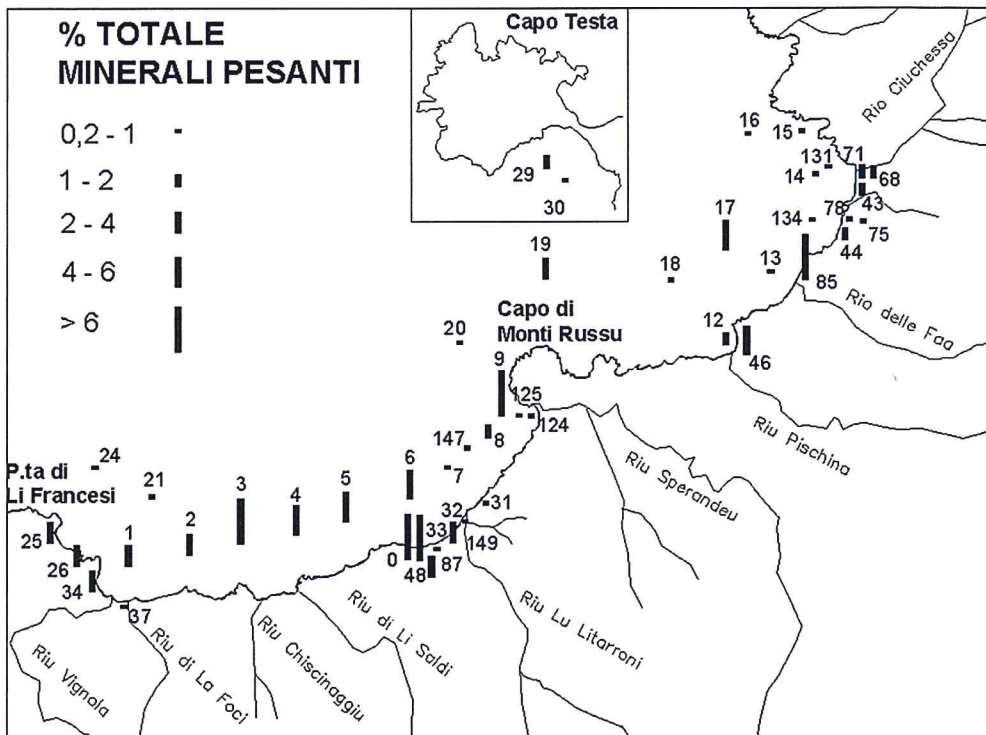 % TOTALE
MINERALI PESANTI
0,2 - 1
1 - 2
2 - 4
4 - 6
> 6
Capo Testa
29
30
Rio Ciuchessa
16
15
131
71
14
68
43
17
134
78
75
44
19
18
13
85
Rio delle Faa
Capo di
Monti Russu
20
12
46
9
125
124
Riu Pischina
8
147
7
Riu Sperandeu
24
P.ta di
Li Francesi
21
3
4
5
6
31
2
1
25
32
33
149
0
48
87
26
34
37
Riu Vignola
Riu di La Foci
Riu Chiscinaggiu
Riu di Li Saldi
Riu Lu Litarroni